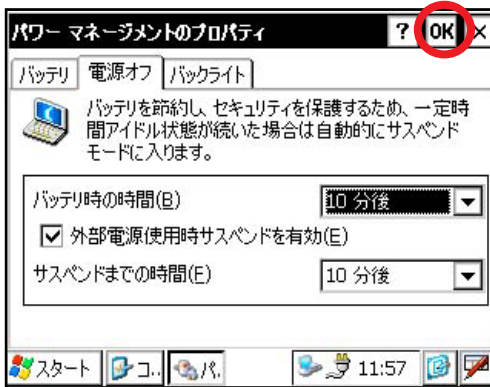 パワー マネージメントのプロパティ ? OK ×
バッテリ 電源オフ バックライト
バッテリを節約し、セキュリティを保護するため、一定時
間アイドル状態が続いた場合は自動的にサスペンド
モードに入ります。
バッテリ時の時間(B) 10 分後
外部電源使用時サスペンドを有効(E)
サスペンドまでの時間(F) 10 分後
スタート コ.. パ. 11:57